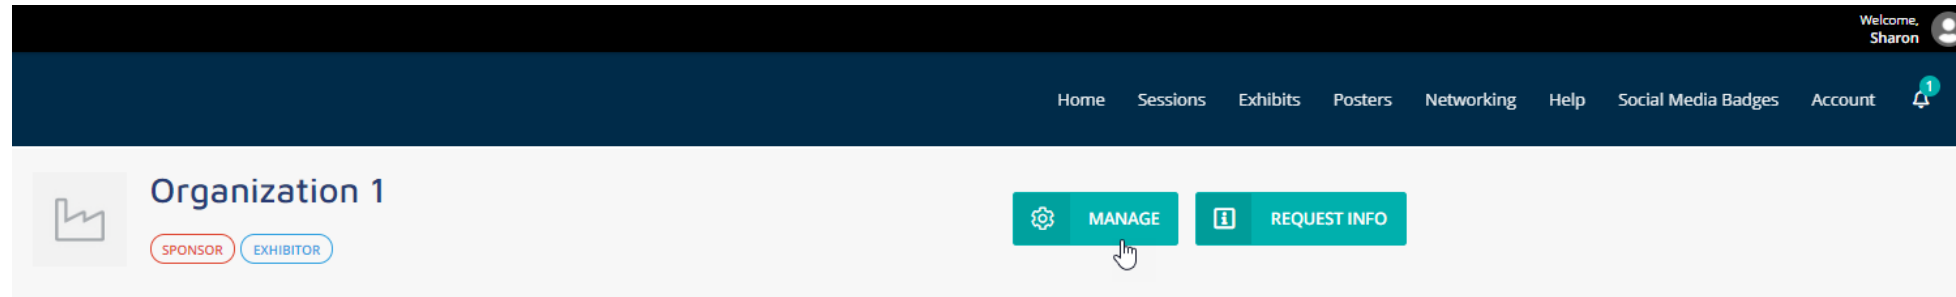 Welcome,
Sharon
Home Sessions Exhibits Posters Networking Help Social Media Badges Account 1
Organization 1
MANAGE REQUEST INFO
SPONSOR EXHIBITOR